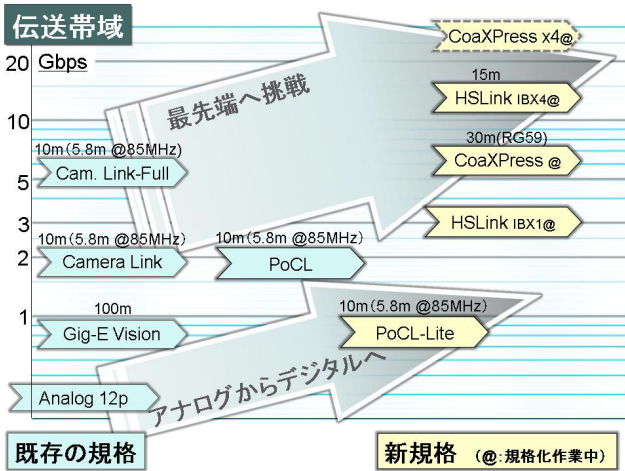 伝送帯域
CoaXPress x4@
20 Gbps
15m
最先端へ挑戦
HSLink IBX4@
10
30m(RG59)
10m(5.8m @85MHz)
CoaXPress @
Cam. Link-Full
5
3
HSLink IBX1@
10m(5.8m @85MHz)
10m(5.8m @85MHz)
2
Camera Link
PoCL
100m
10m(5.8m @85MHz)
1
Gig-E Vision
PoCL-Lite
アナログからデジタルへ
Analog 12p
既存の規格
新規格 (@:規格化作業中)